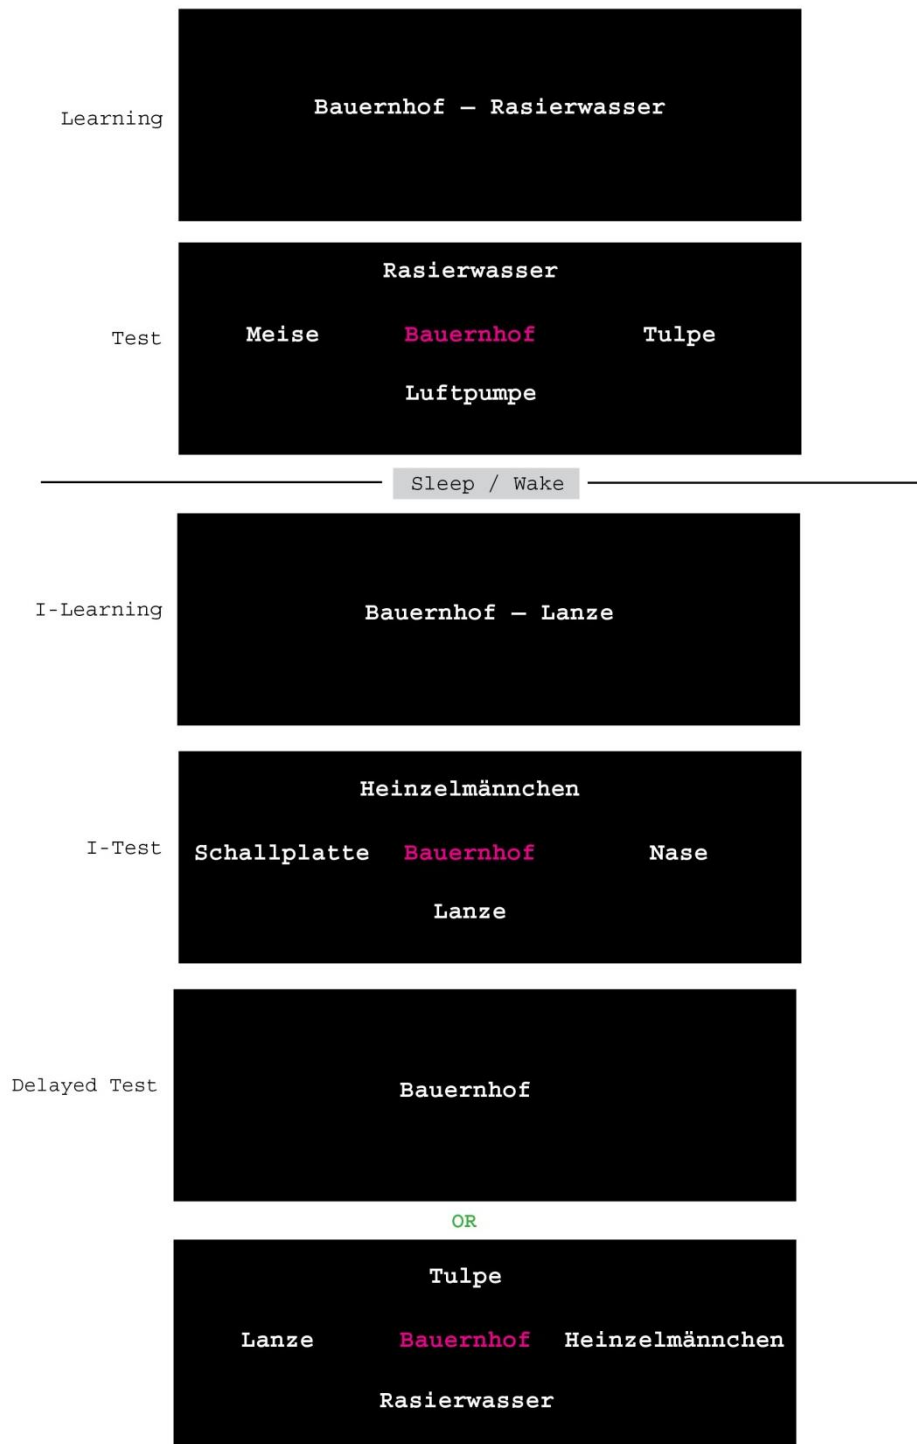 Bauernhof – Rasierwasser
Learning
Rasierwasser
Test Meise Bauernhof Tulpe
Luftpumpe
Sleep / Wake
I-Learning Bauernhof – Lanze
Heinzelmännchen
I-Test Schallplatte Bauernhof Nase
Lanze
Delayed Test Bauernhof
OR
Tulpe
Lanze Bauernhof Heinzelmännchen
Rasierwasser